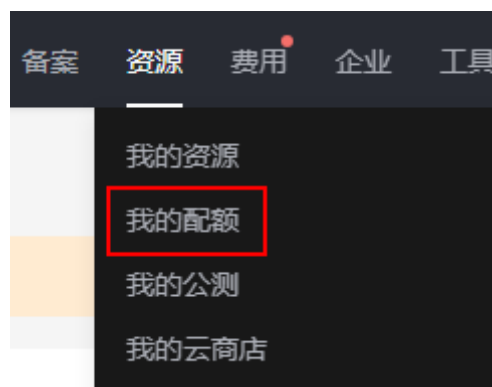 备案 资源 费用 企业 工具
我的资源
我的配额
我的公测
我的云商店